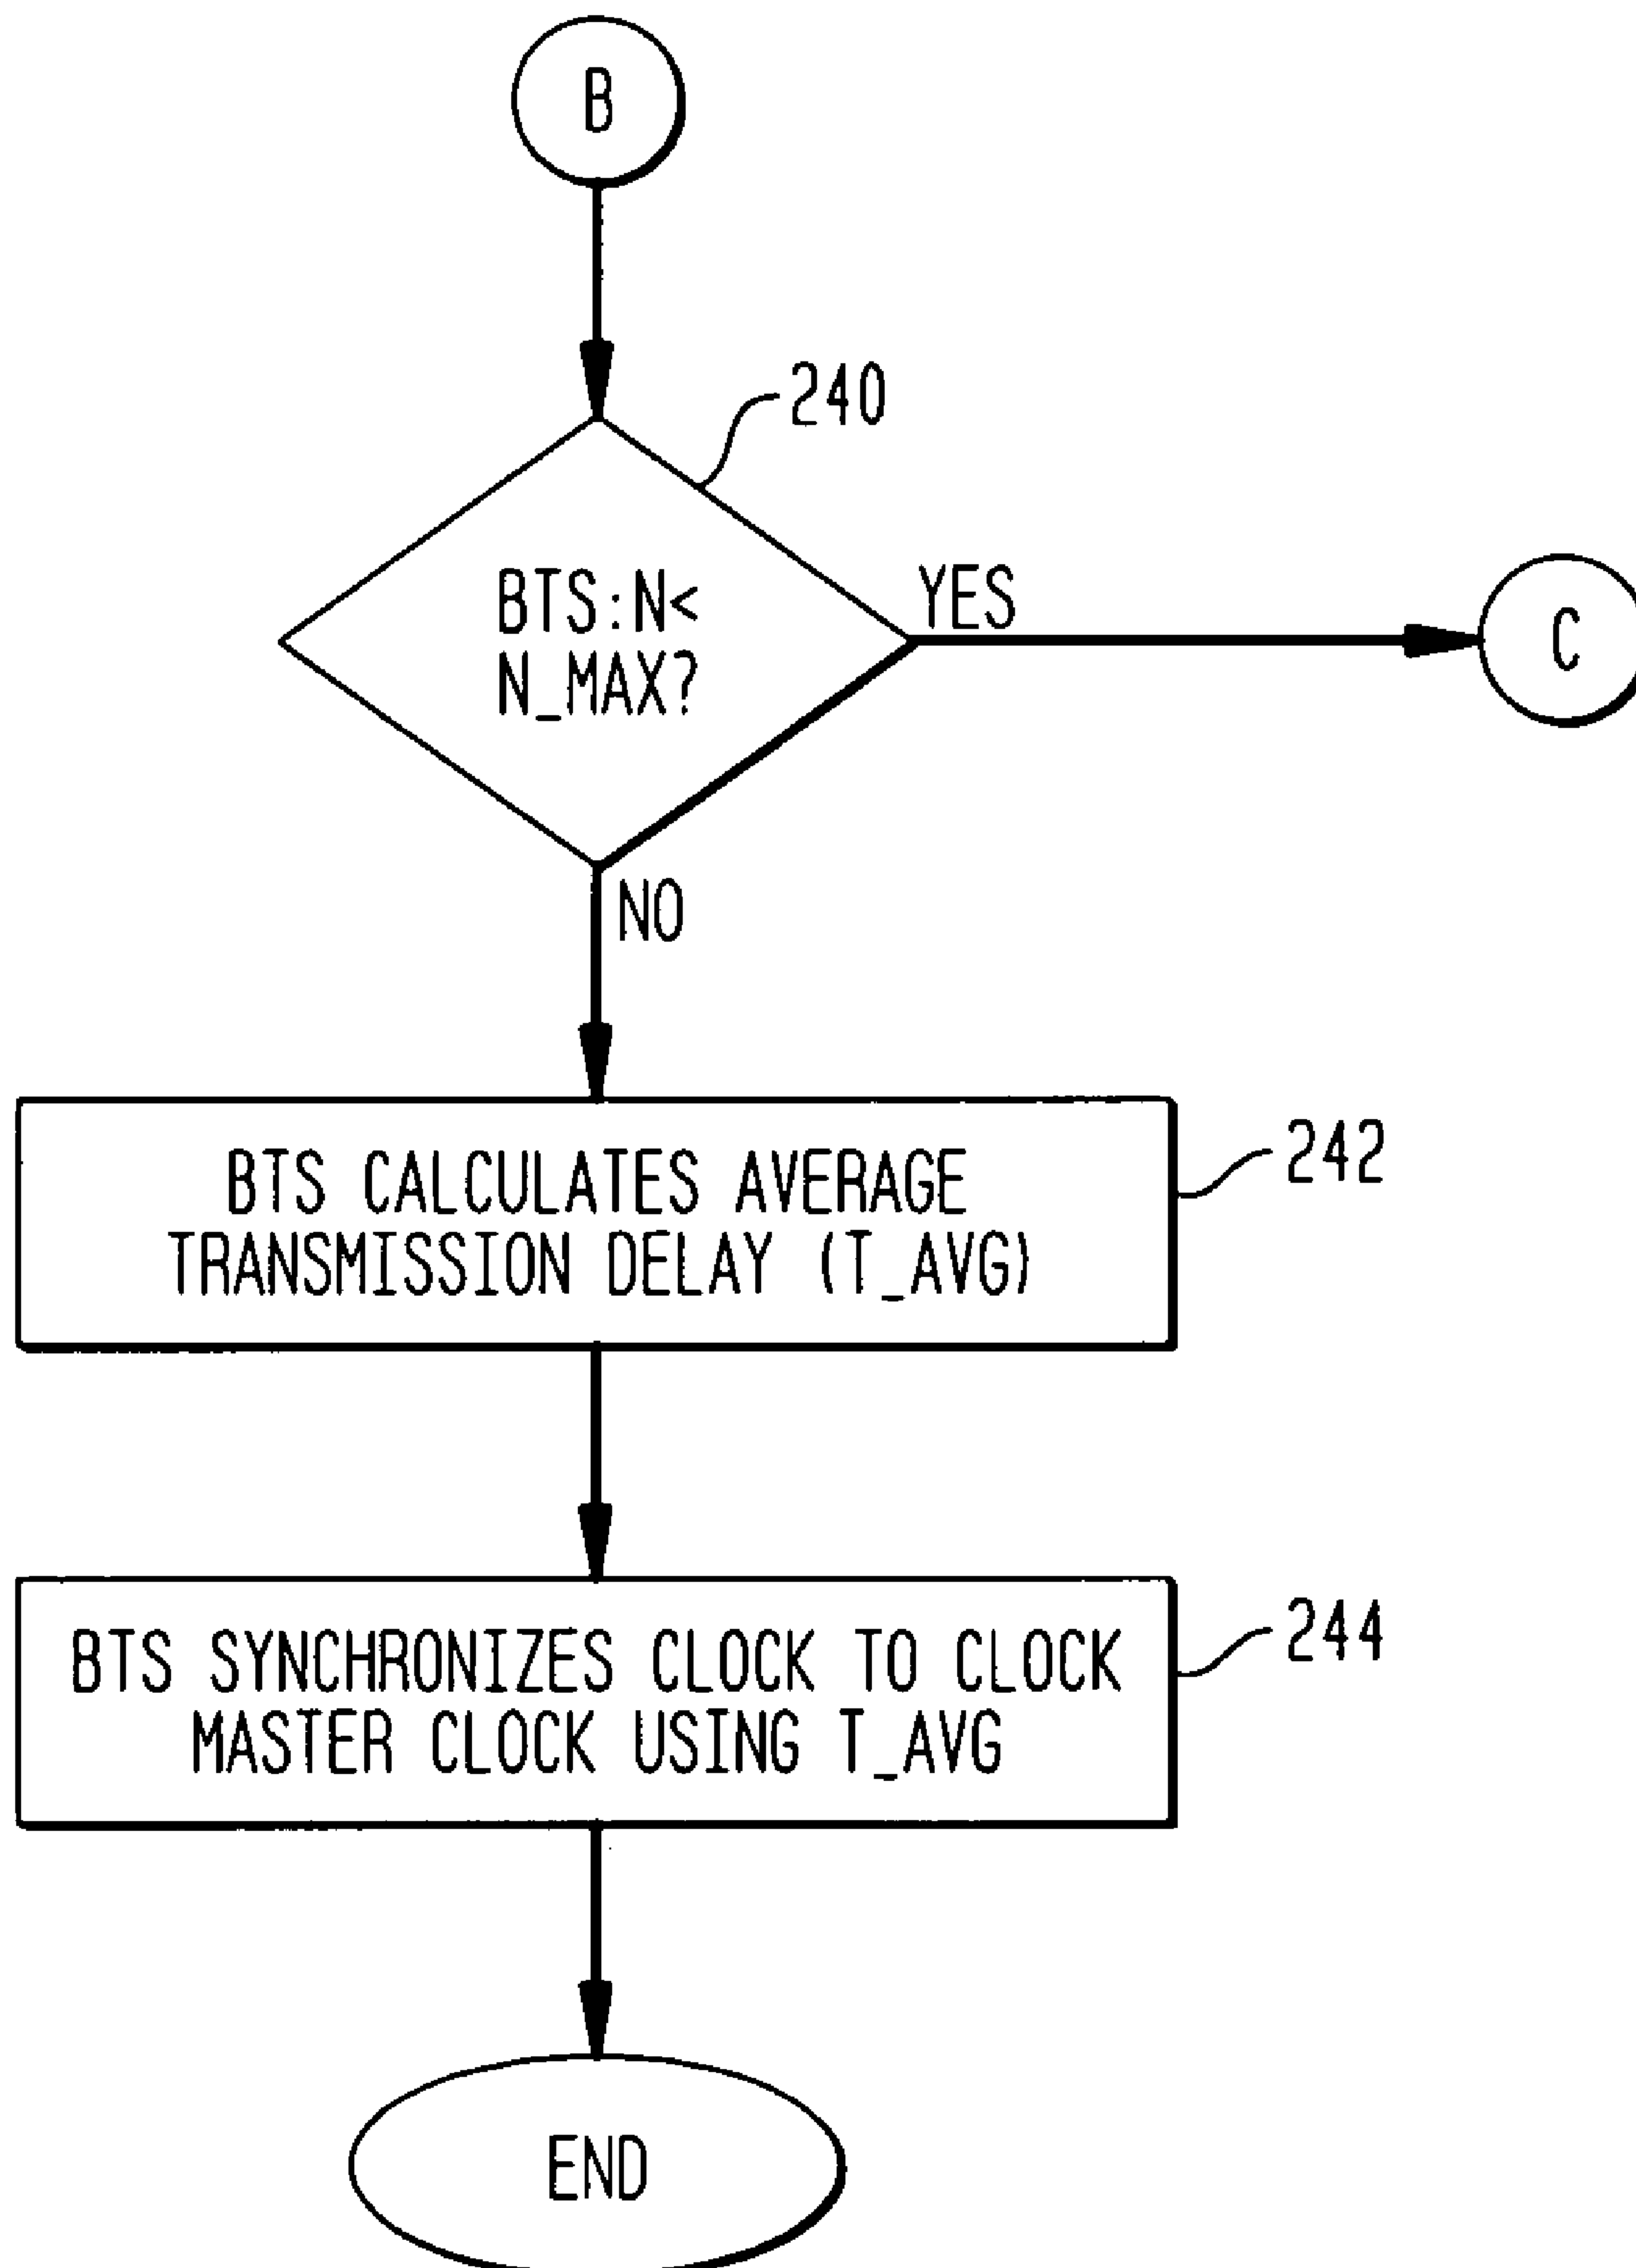 B
240
BTS:N<
N_MAX?
YES
C
NO
BTS CALCULATES AVERAGE
TRANSMISSION DELAY (T_AVG)
242
BTS SYNCHRONIZES CLOCK TO CLOCK
MASTER CLOCK USING T_AVG
244
END